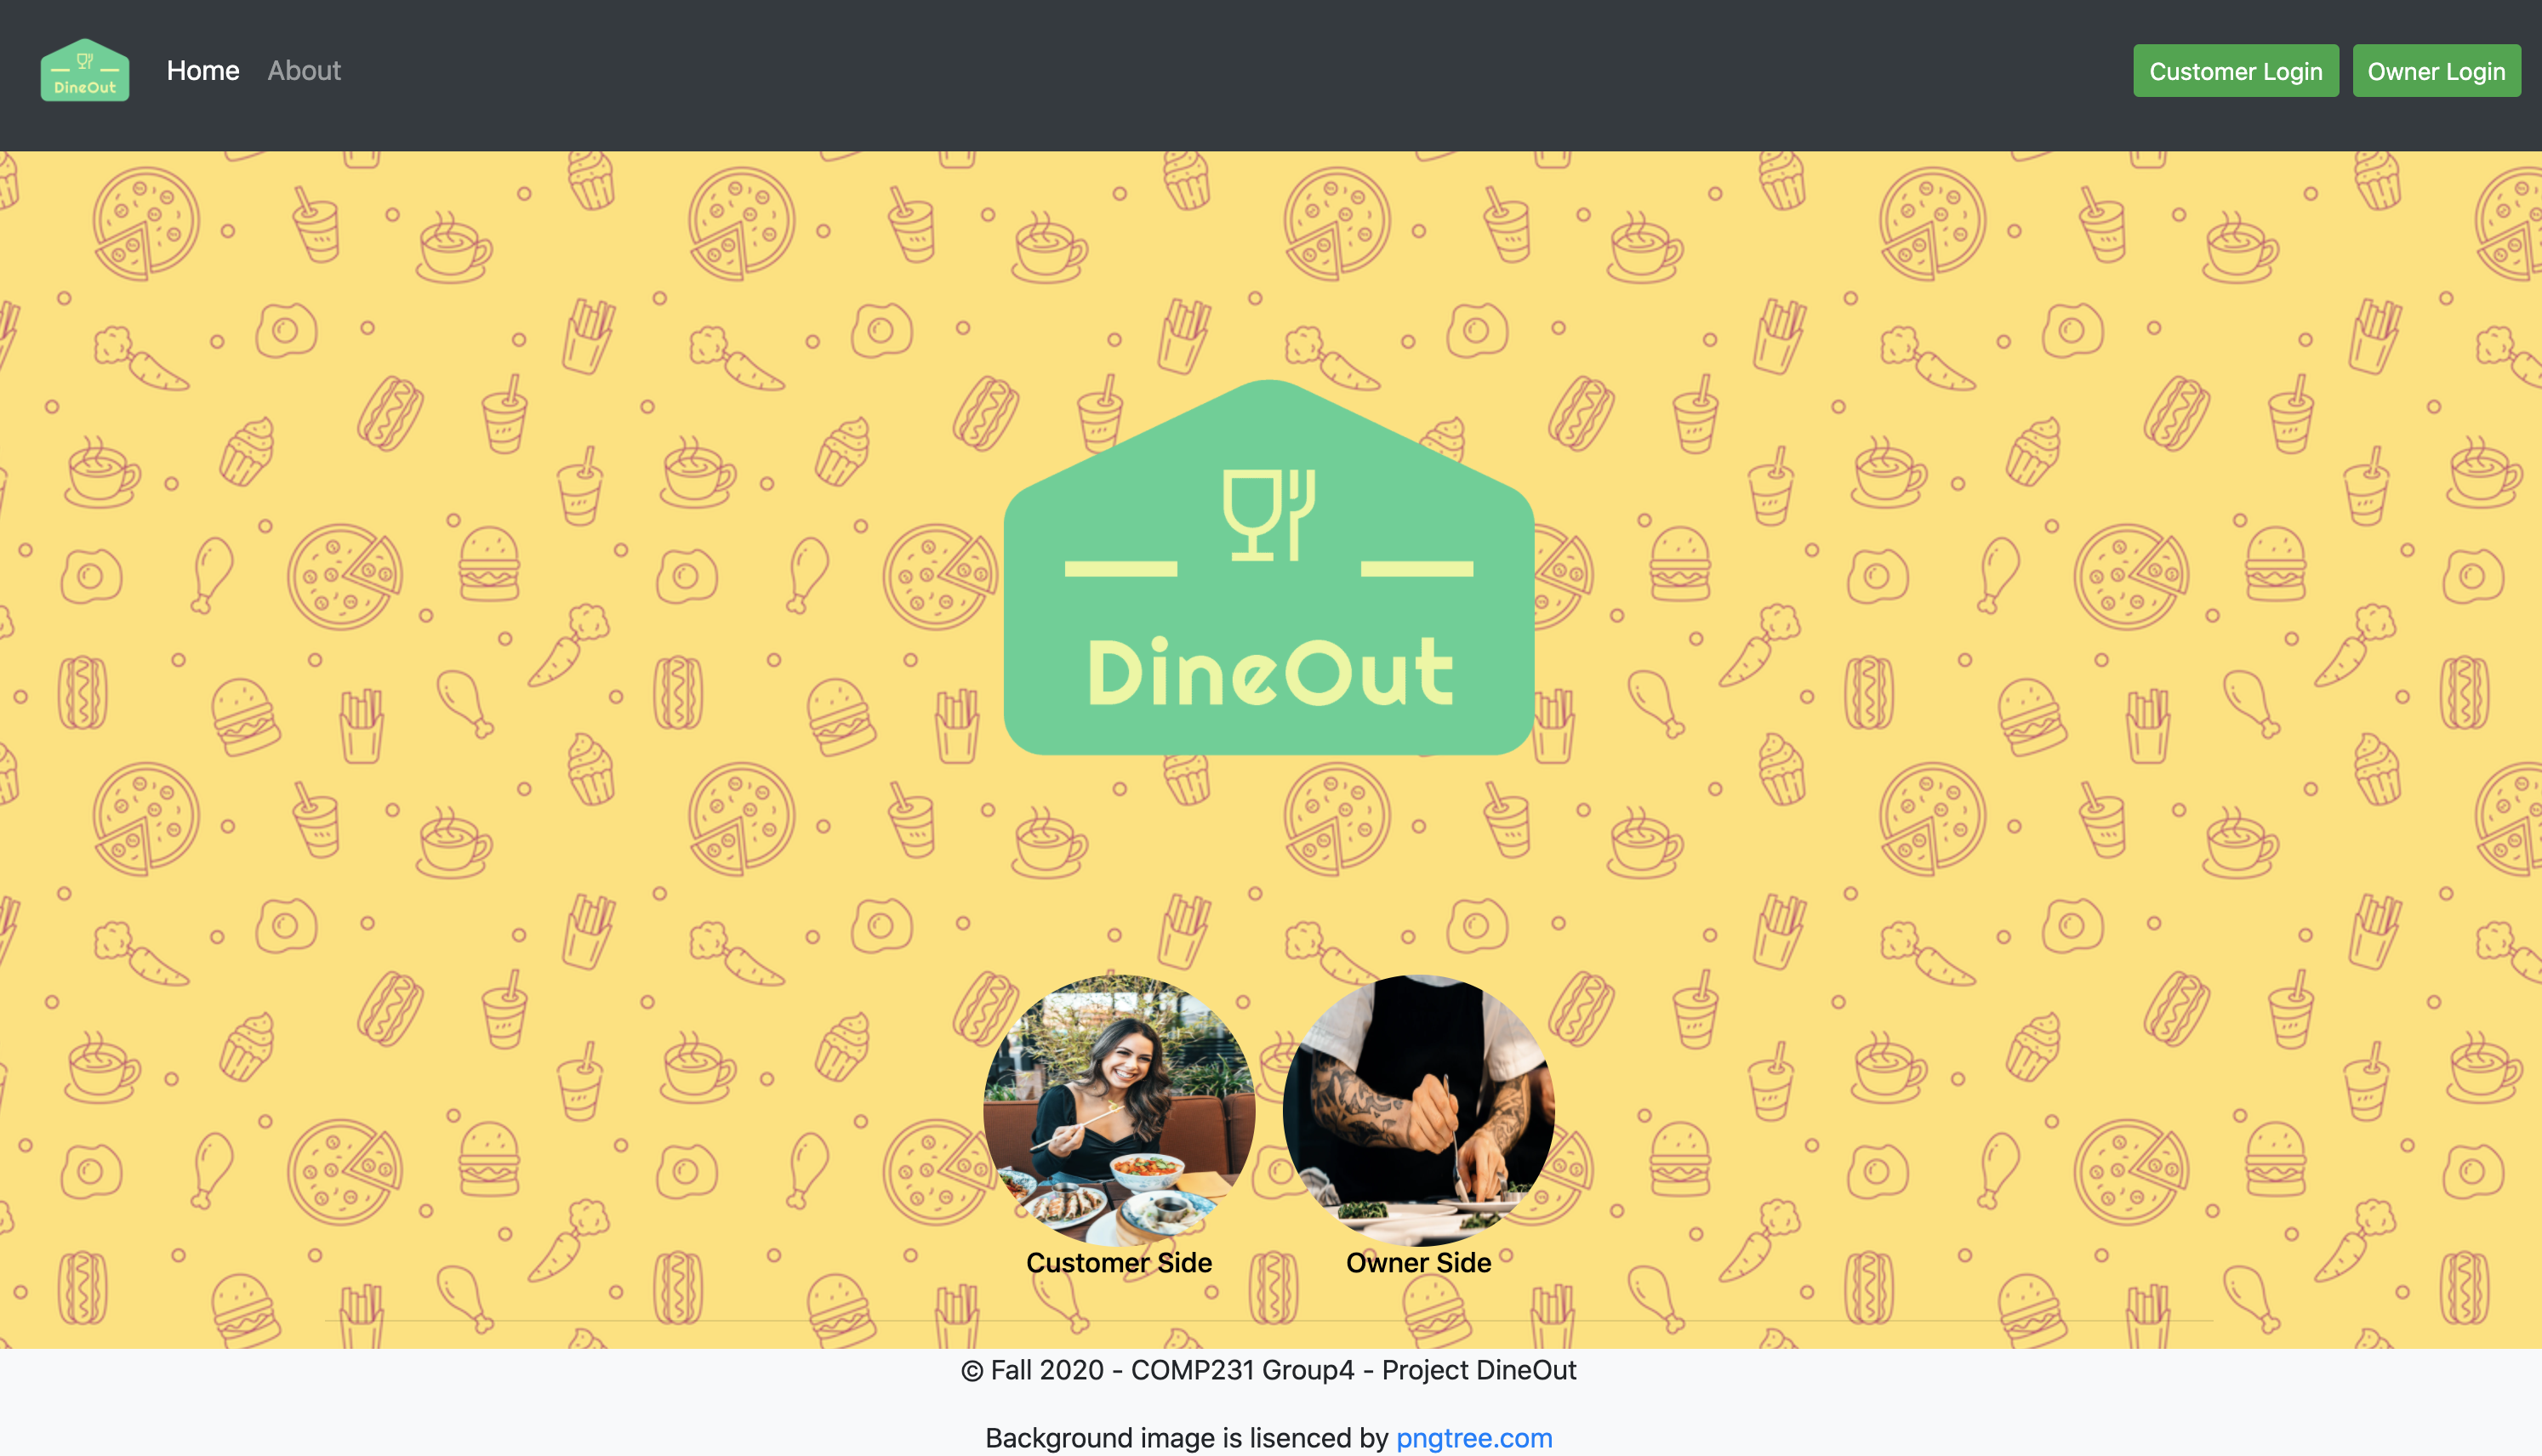 DineOut
Home About
Customer Login Owner Login
DineOut
Customer Side Owner Side
© Fall 2020 - COMP231 Group4 - Project DineOut
Background image is lisenced by pngtree.com